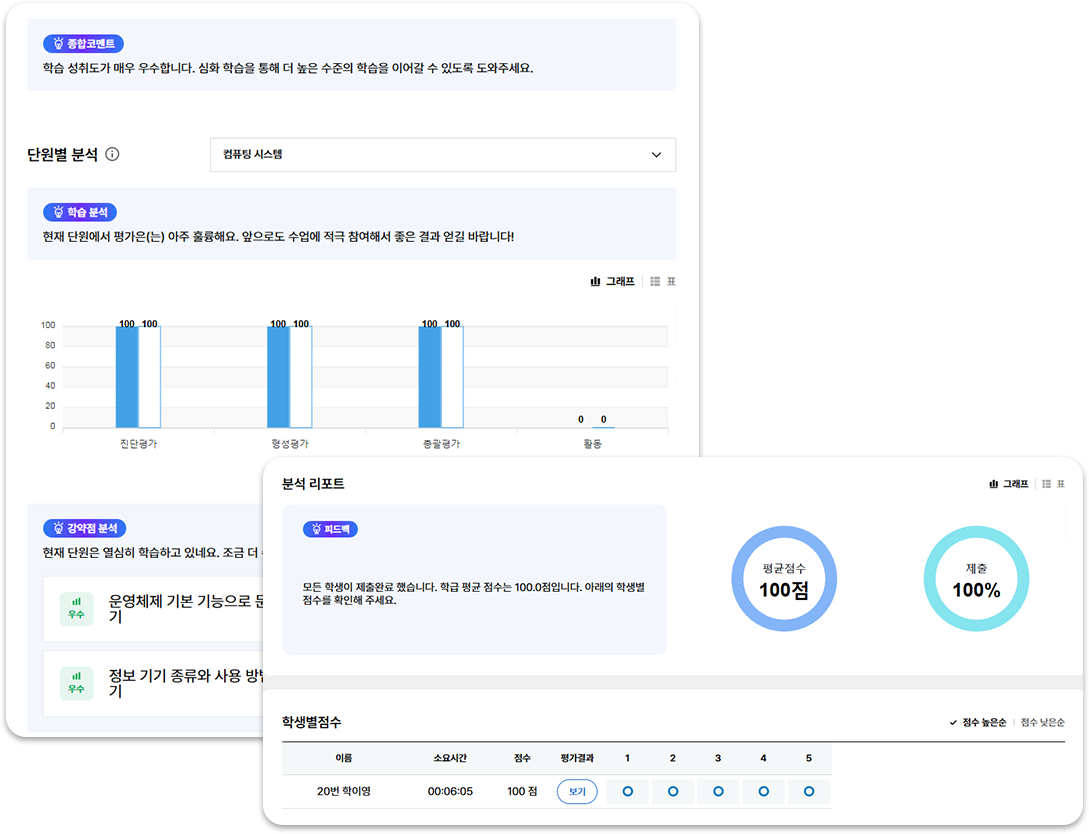 종합코멘트
학습 성취도가 매우 우수합니다. 심화 학습을 통해 더 높은 수준의 학습을 이어갈 수 있도록 도와주세요.
단원별 분석
컴퓨팅 시스템
학습 분석
현재 단원에서 평가은(는) 아주 훌륭해요. 앞으로도 수업에 적극 참여해서 좋은 결과 얻길 바랍니다!
그래프 표
100
80
60
40
20
0
100 100
100 100
100 100
0 0
진단평가 형성평가 총괄평가 활동
강약점 분석
현재 단원은 열심히 학습하고 있네요. 조금 더
우수
운영체제 기본 기능으로
기
우수
정보 기기 종류와 사용
기
분석 리포트
그래프 표
피드백
모든 학생이 제출완료 했습니다. 학급 평균 점수는 100.0점입니다. 아래의 학생별
점수를 확인해 주세요.
평균점수
100점
제출
100%
학생별점수
점수 높은순 점수 낮은순
이름 소요시간 점수 평가결과 1 2 3 4 5
20번 학이영 00:06:05 100 점 보기